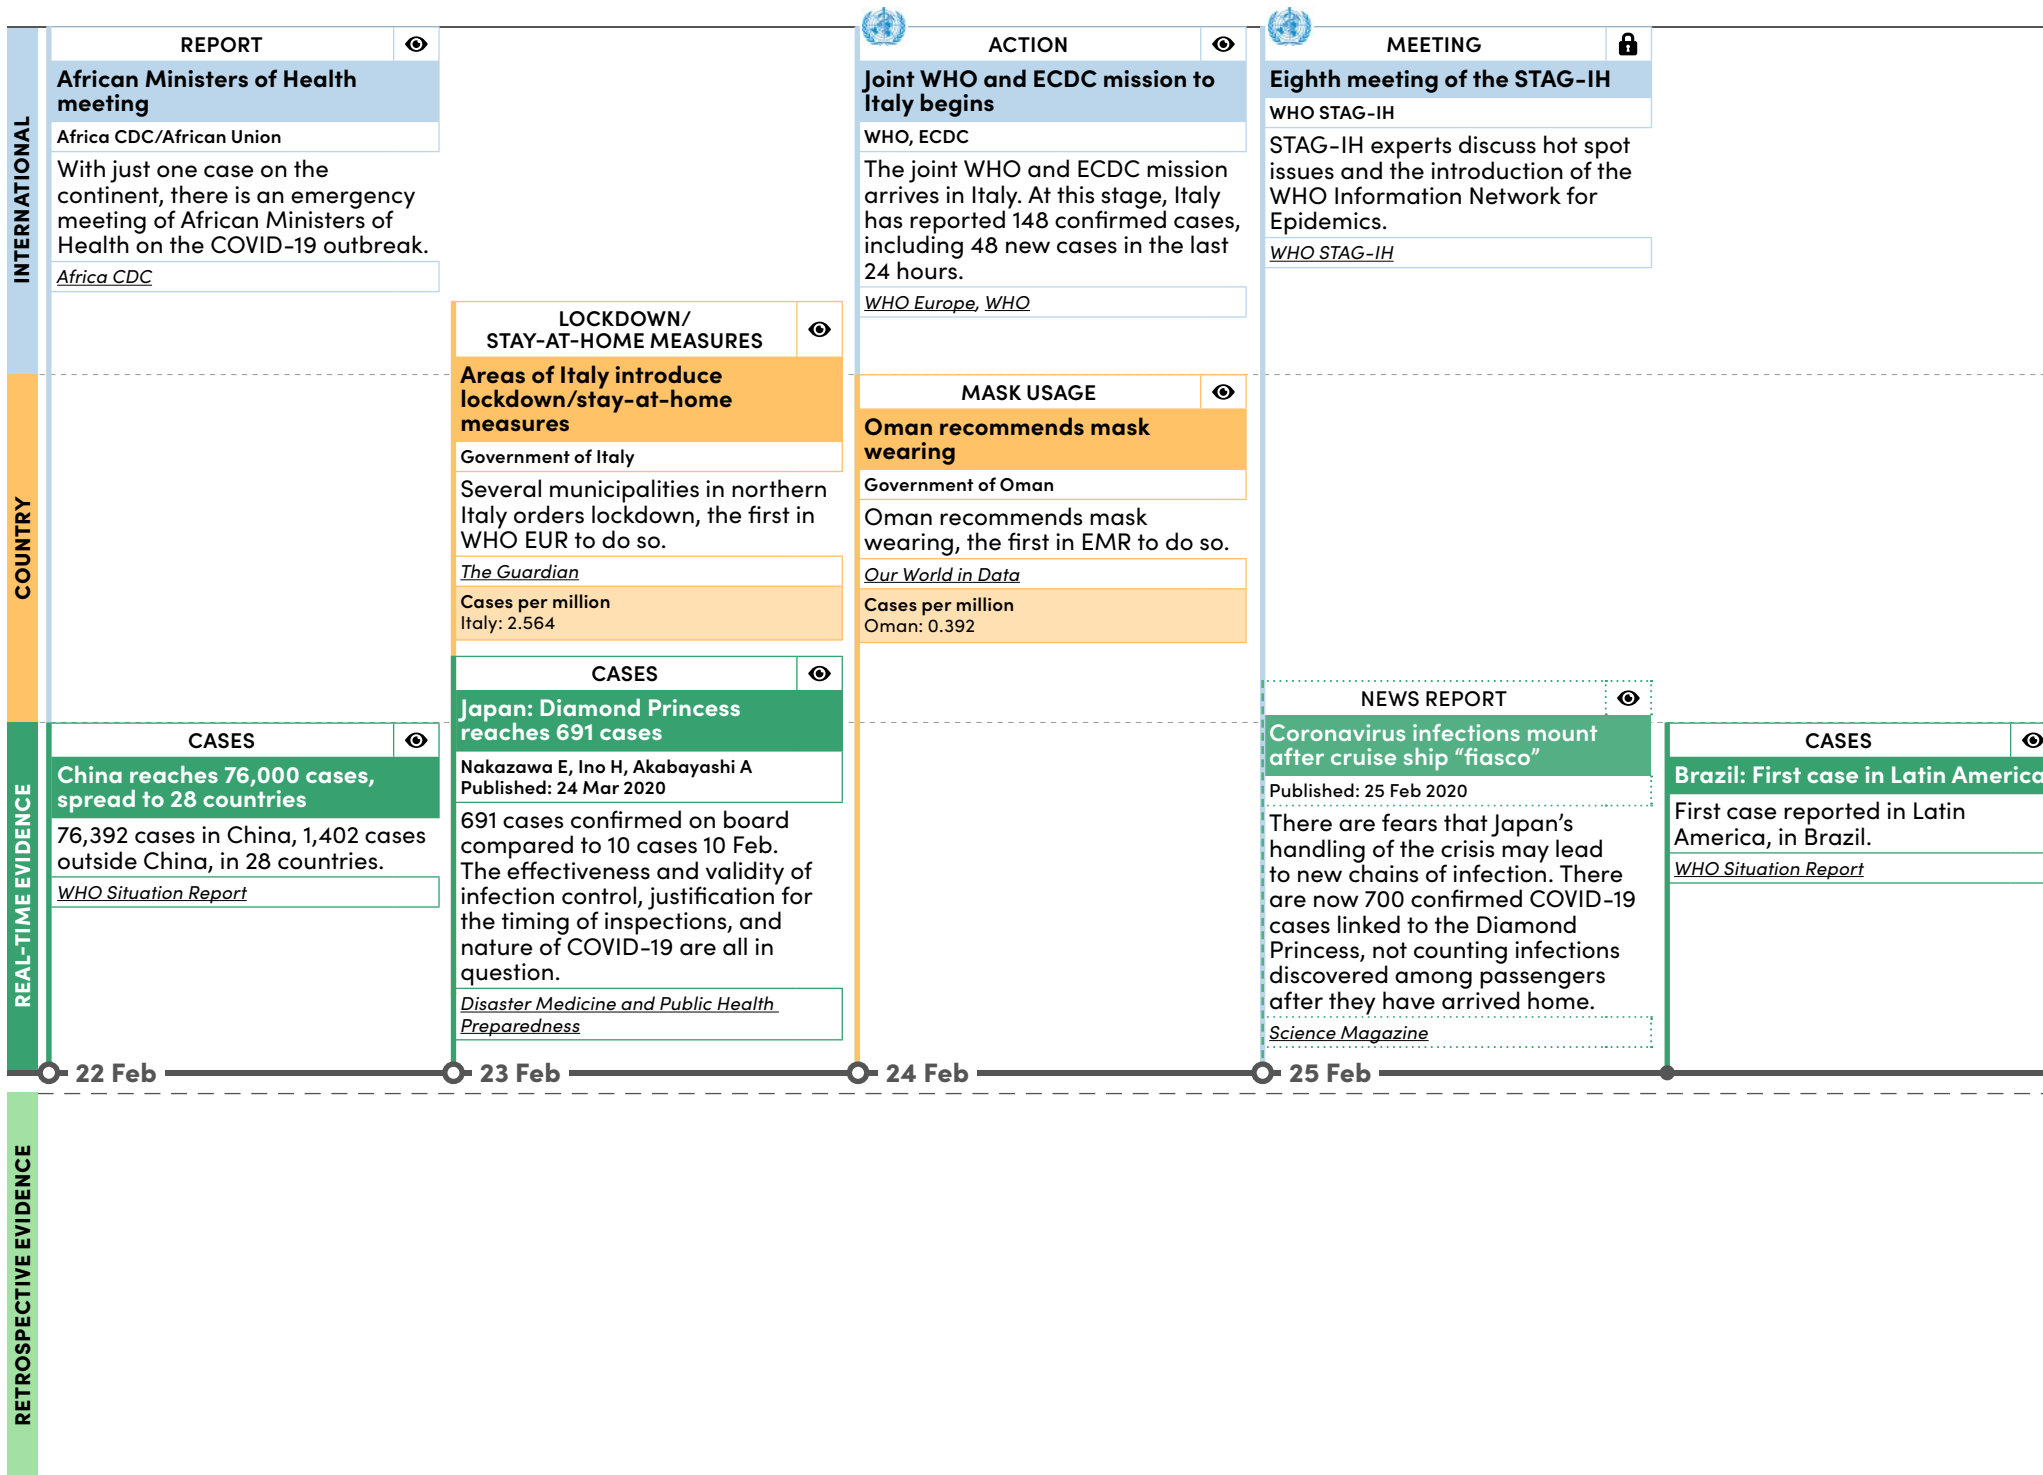 INTERNATIONAL
REPORT
African Ministers of Health
meeting
Africa CDC/African Union
With just one case on the
continent, there is an emergency
meeting of African Ministers of
Health on the COVID-19 outbreak.
Africa CDC
ACTION
Joint WHO and ECDC mission to
Italy begins
WHO, ECDC
The joint WHO and ECDC mission
arrives in Italy. At this stage, Italy
has reported 148 confirmed cases,
including 48 new cases in the last
24 hours.
WHO Europe, WHO
MEETING
Eighth meeting of the STAG-IH
WHO STAG-IH
STAG-IH experts discuss hot spot
issues and the introduction of the
WHO Information Network for
Epidemics.
WHO STAG-IH
COUNTRY
LOCKDOWN/
STAY-AT-HOME MEASURES
Areas of Italy introduce
lockdown/stay-at-home
measures
Government of Italy
Several municipalities in northern
Italy orders lockdown, the first in
WHO EUR to do so.
The Guardian
Cases per million
Italy: 2.564
MASK USAGE
Oman recommends mask
wearing
Government of Oman
Oman recommends mask
wearing, the first in EMR to do so.
Our World in Data
Cases per million
Oman: 0.392
REAL-TIME EVIDENCE
CASES
China reaches 76,000 cases,
spread to 28 countries
76,392 cases in China, 1,402 cases
outside China, in 28 countries.
WHO Situation Report
CASES
Japan: Diamond Princess
reaches 691 cases
Nakazawa E, Ino H, Akabayashi A
Published: 24 Mar 2020
691 cases confirmed on board
compared to 10 cases 10 Feb.
The effectiveness and validity of
infection control, justification for
the timing of inspections, and
nature of COVID-19 are all in
question.
Disaster Medicine and Public Health
Preparedness
NEWS REPORT
Coronavirus infections mount
after cruise ship “fiasco”
Published: 25 Feb 2020
There are fears that Japan’s
handling of the crisis may lead
to new chains of infection. There
are now 700 confirmed COVID-19
cases linked to the Diamond
Princess, not counting infections
discovered among passengers
after they have arrived home.
Science Magazine
CASES
Brazil: First case in Latin America
First case reported in Latin
America, in Brazil.
WHO Situation Report
22 Feb
23 Feb
24 Feb
25 Feb
RETROSPECTIVE EVIDENCE